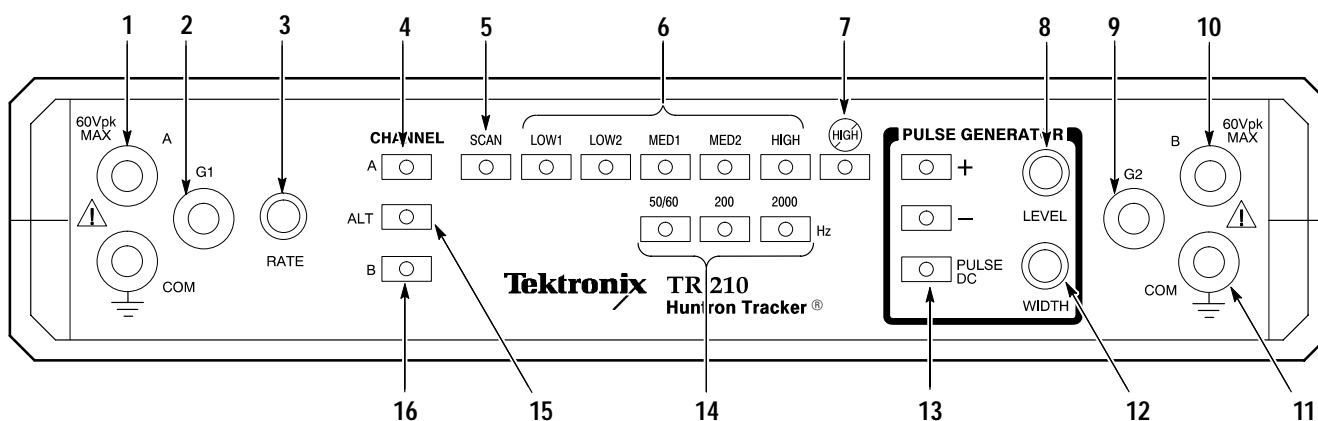 1 2 3 4 5 6 7 8 9 10
60Vpk
MAX
A
G1
RATE
COM
CHANNEL
A
ALT
B
SCAN LOW1 LOW2 MED1 MED2 HIGH HIGH
50/60 200 2000 Hz
Tektronix TR 210
Huntron Tracker ®
PULSE GENERATOR
+
−
PULSE
DC
LEVEL
WIDTH
G2
B
60Vpk
MAX
COM
16 15 14 13 12 11